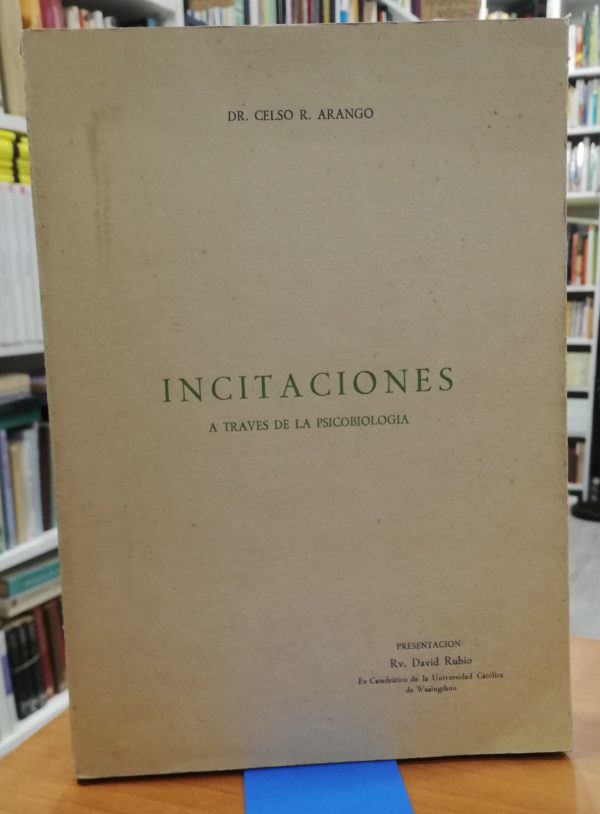 DR. CELSO R. ARANGO
INCITACIONES
A TRAVES DE LA PSICOBIOLOGIA
PRESENTACION
Rv. David Rubio
Ex Catedrático de la Universidad Católica
de Wasingthon